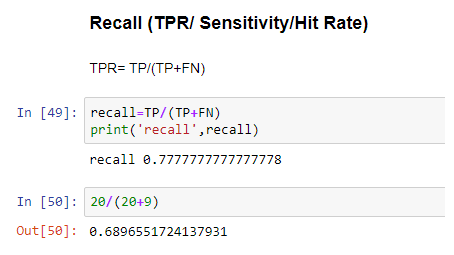 Recall (TPR/ Sensitivity/Hit Rate)
TPR= TP/(TP+FN)
In [49]: recall=TP/(TP+FN)
print('recall',recall)
recall 0.7777777777777778
In [50]: 20/(20+9)
Out[50]: 0.6896551724137931